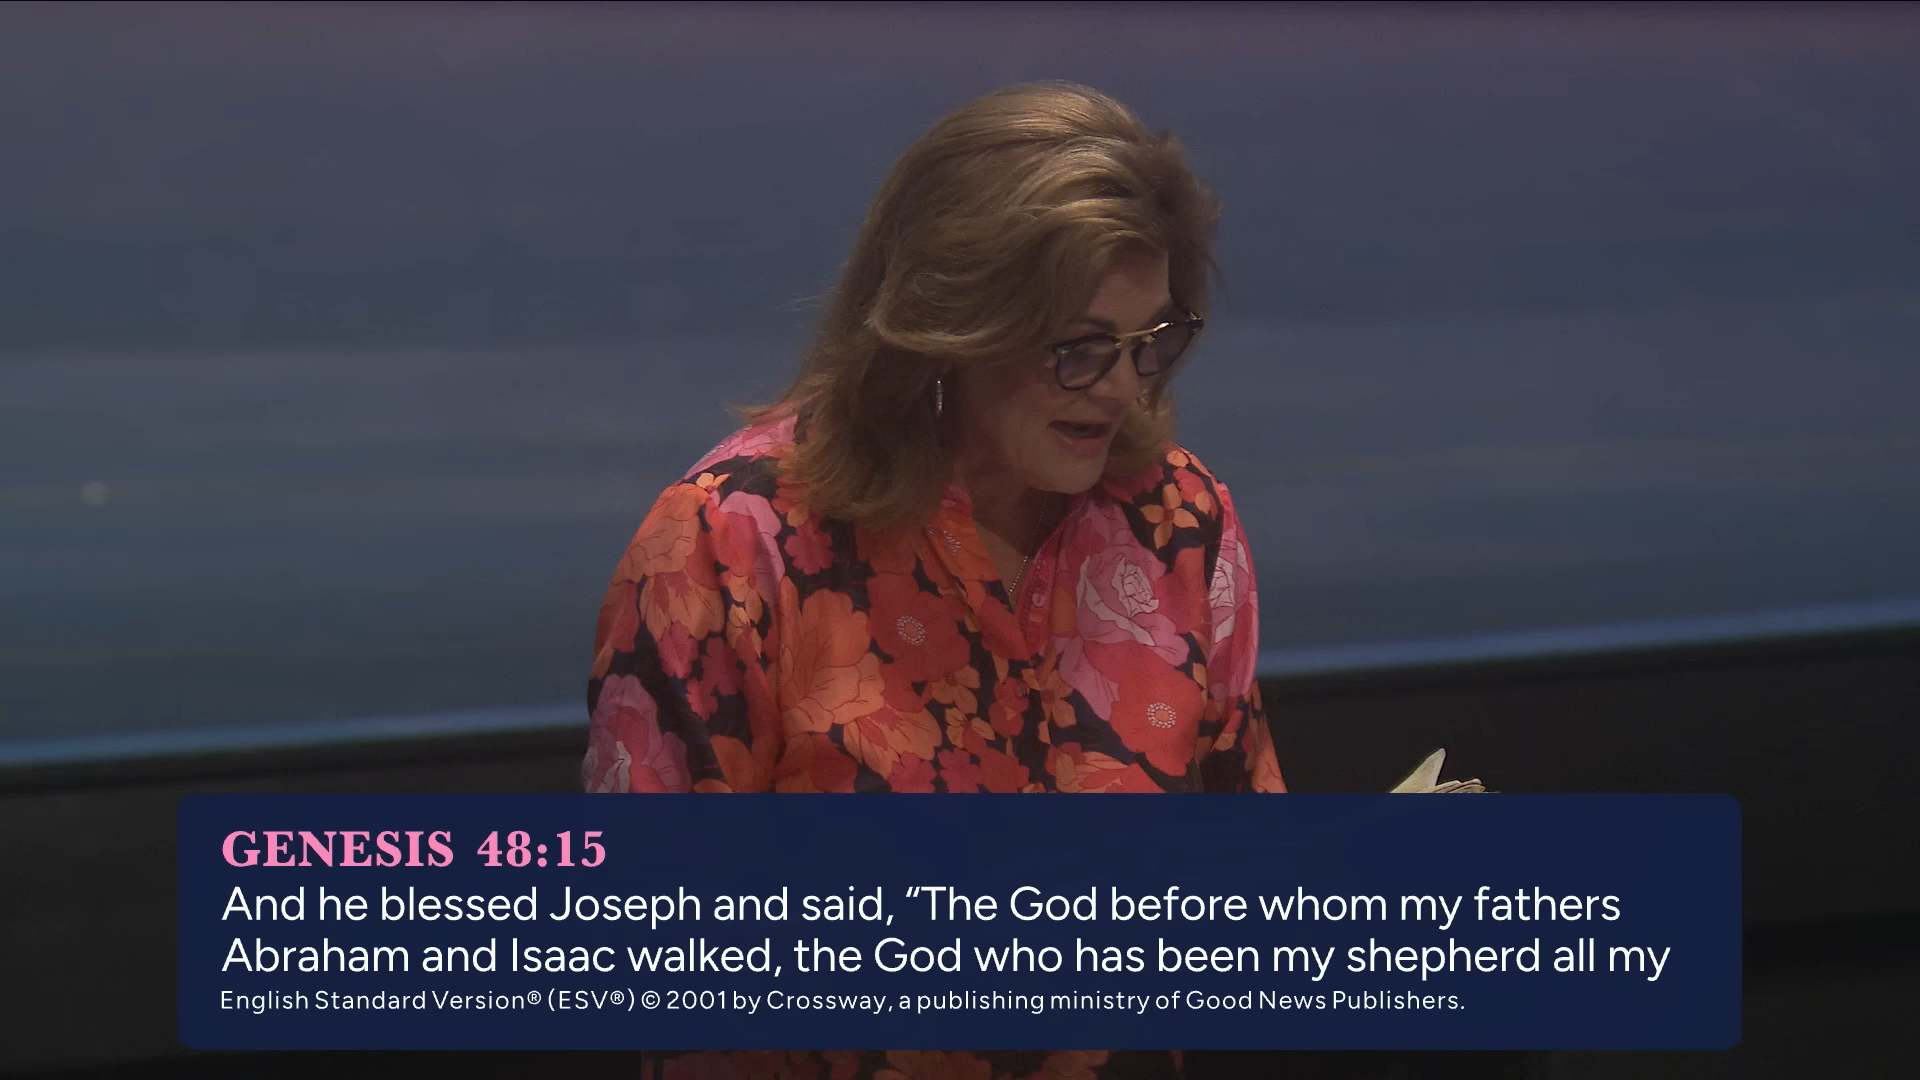 GENESIS 48:15
And he blessed Joseph and said, “The God before whom my fathers
Abraham and Isaac walked, the God who has been my shepherd all my
English Standard Version® (ESV®) © 2001 by Crossway, a publishing ministry of Good News Publishers.